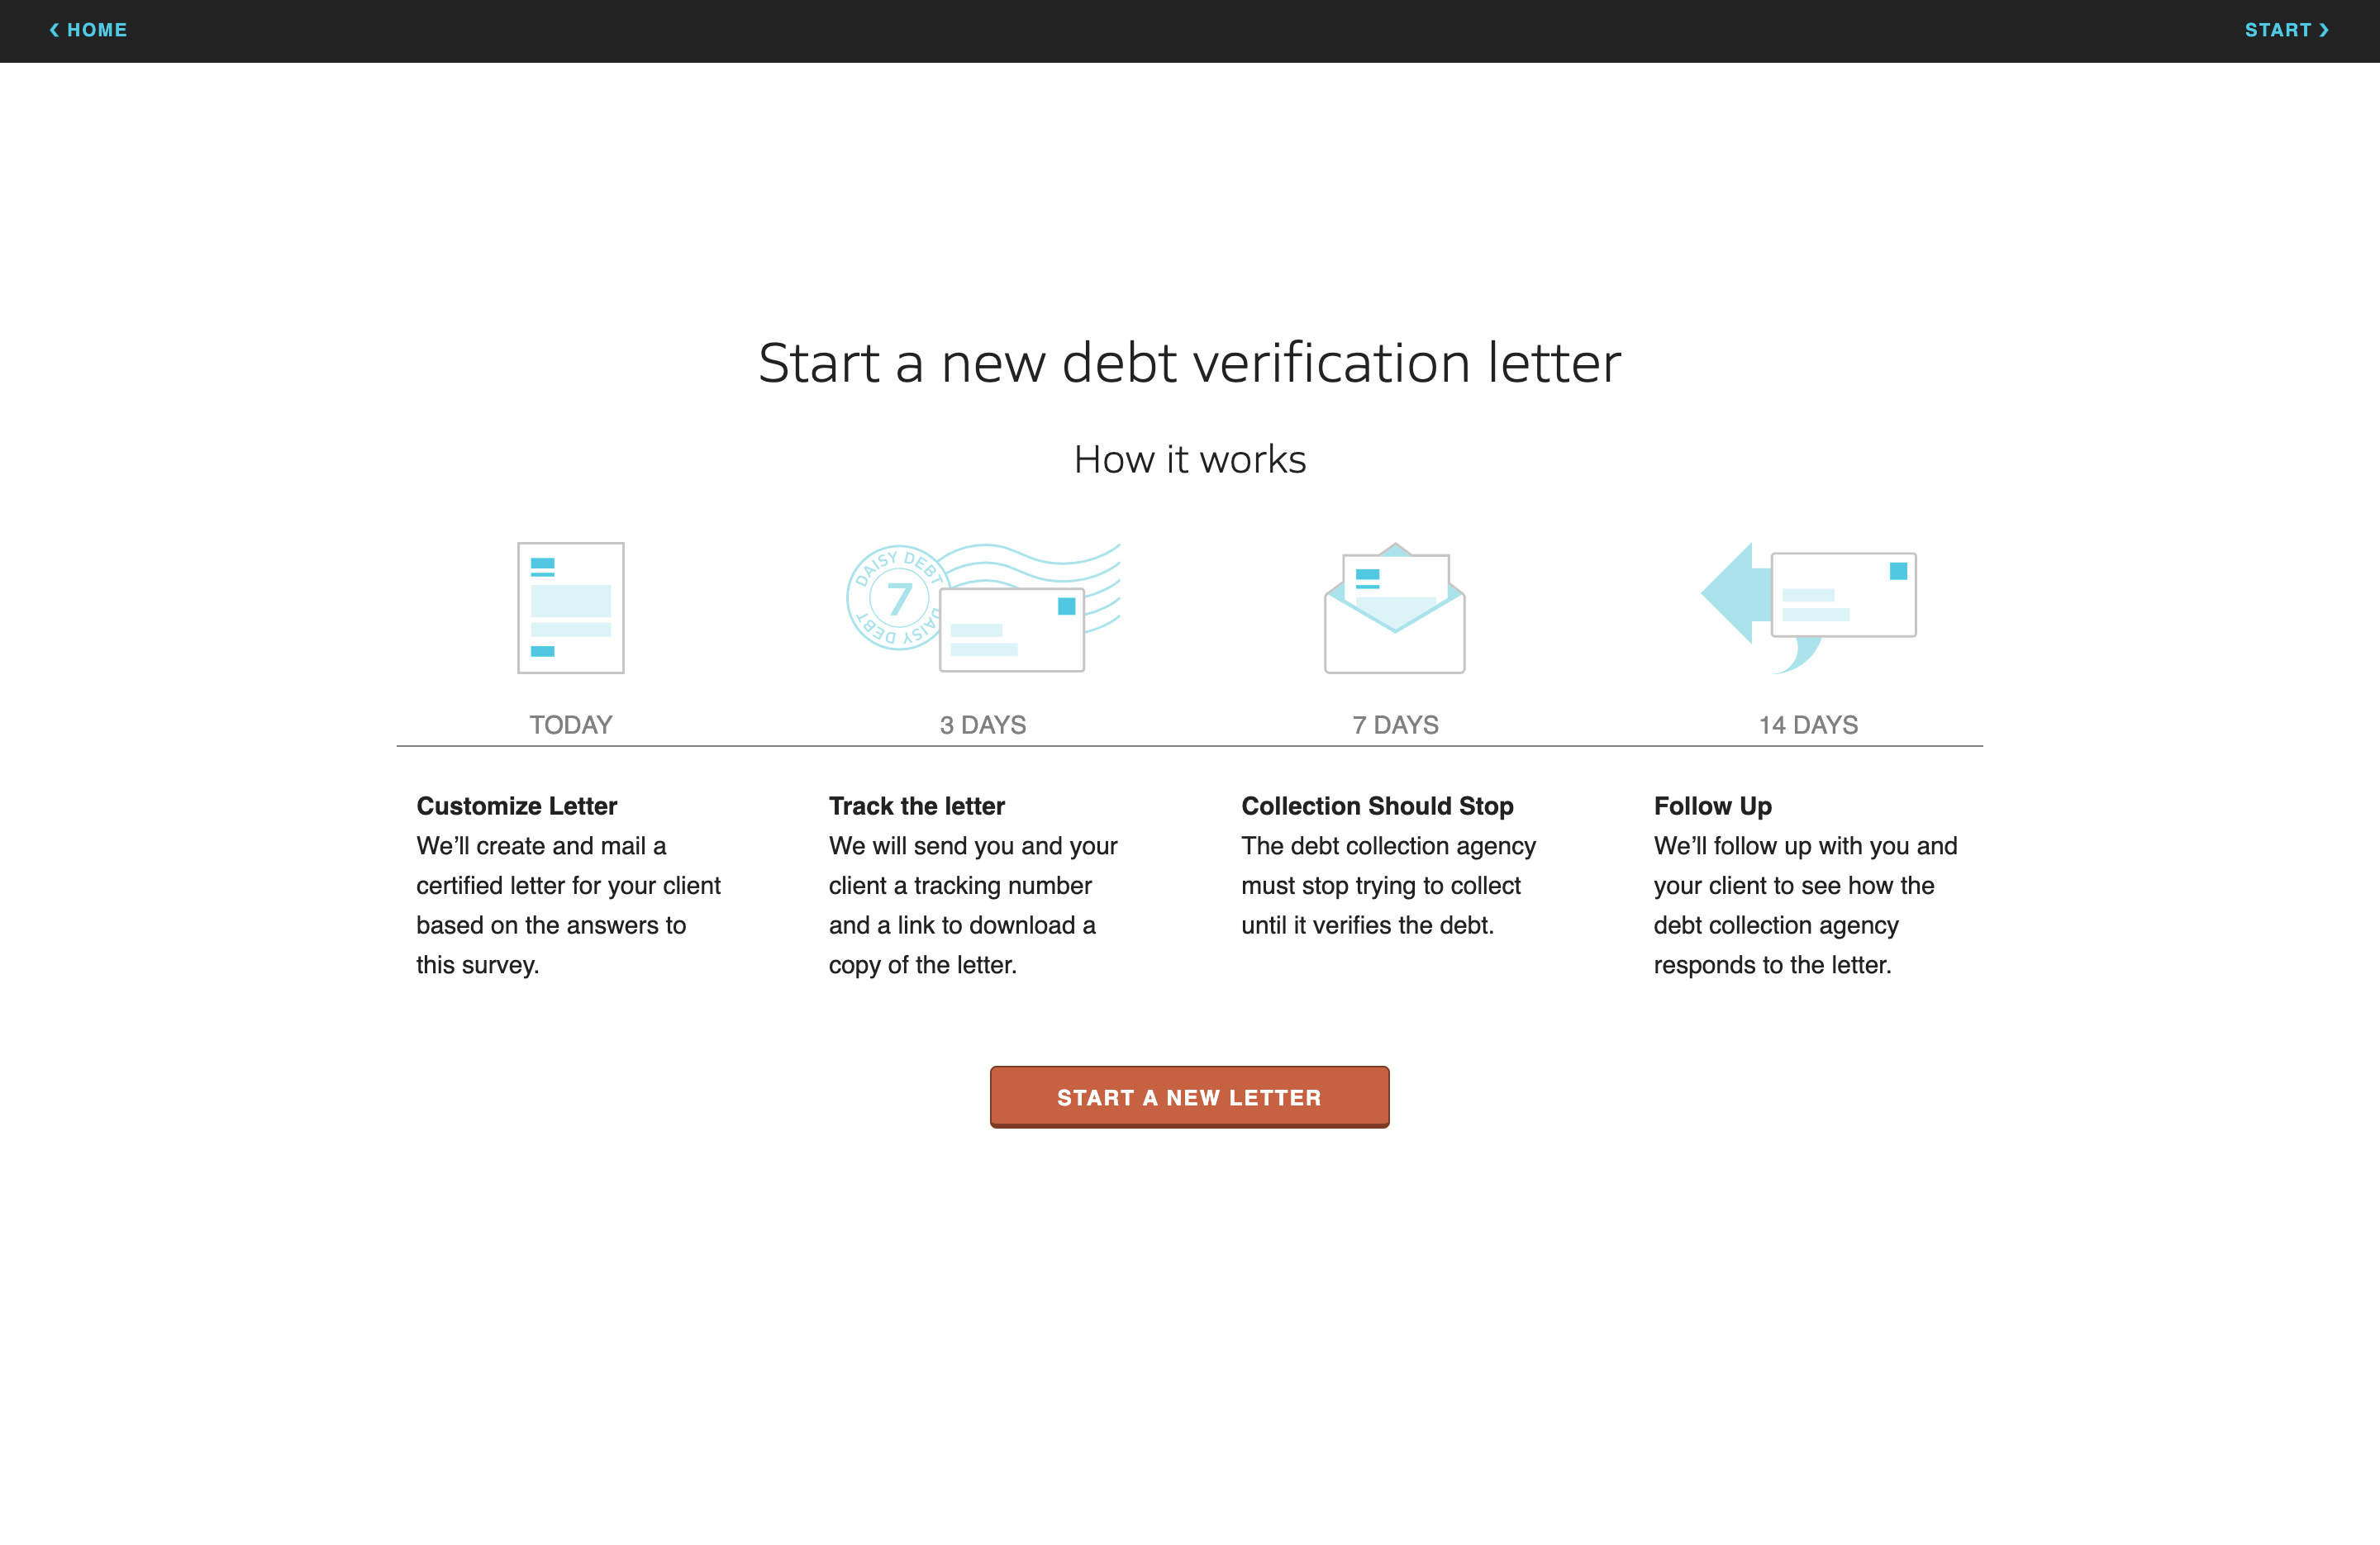 ‹ HOME
START ›
Start a new debt verification letter
How it works
DAISY DEBT
7
DAISY DEBT
TODAY
3 DAYS
7 DAYS
14 DAYS
Customize Letter
We’ll create and mail a
certified letter for your client
based on the answers to
this survey.
Track the letter
We will send you and your
client a tracking number
and a link to download a
copy of the letter.
Collection Should Stop
The debt collection agency
must stop trying to collect
until it verifies the debt.
Follow Up
We’ll follow up with you and
your client to see how the
debt collection agency
responds to the letter.
START A NEW LETTER